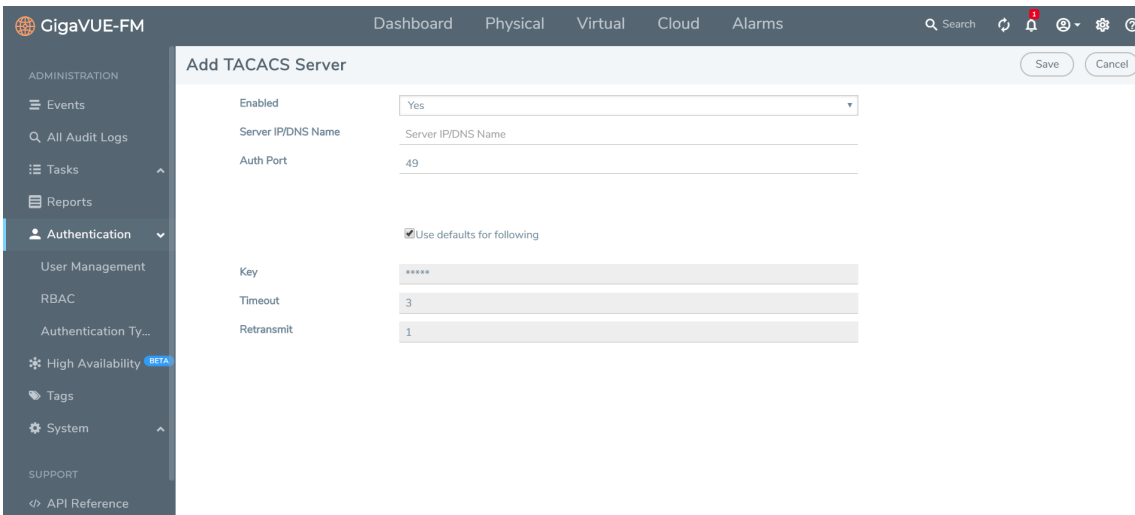 GigaVUE-FM
Dashboard Physical Virtual Cloud Alarms
Search
1
ADMINISTRATION
Events
All Audit Logs
Tasks
Reports
Authentication
User Management
RBAC
Authentication Ty...
High Availability BETA
Tags
System
SUPPORT
API Reference
Add TACACS Server
Save Cancel
Enabled Yes
Server IP/DNS Name Server IP/DNS Name
Auth Port 49
Use defaults for following
Key *****
Timeout 3
Retransmit 1